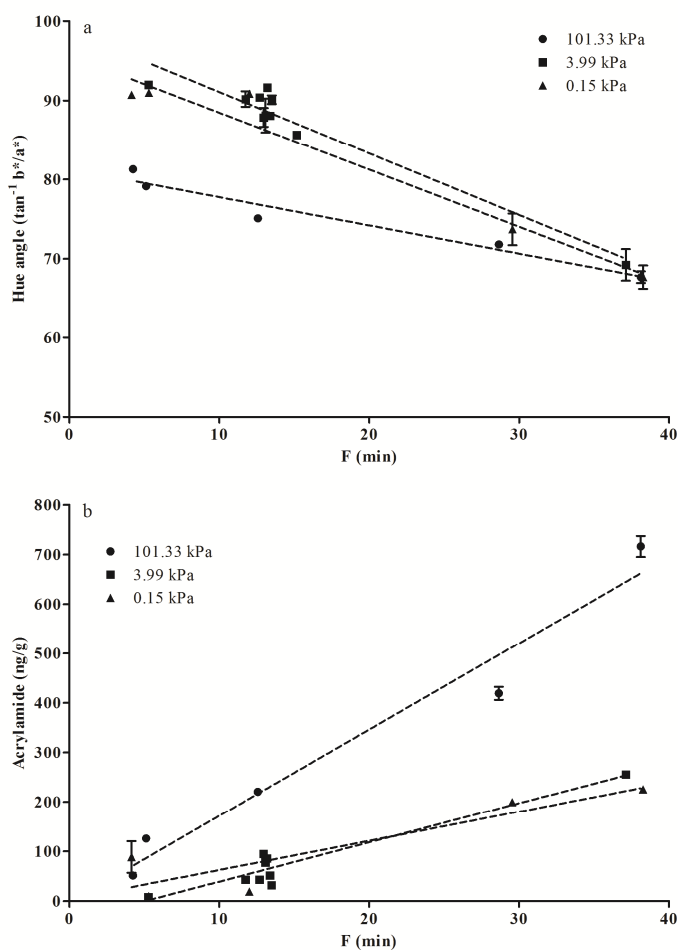 a
100
90
80
70
60
50
Hue angle (tan⁻¹ b*/a*)
101.33 kPa
3.99 kPa
0.15 kPa
0 10 20 30 40
F (min)
b
800
700
600
500
400
300
200
100
0
Acrylamide (ng/g)
101.33 kPa
3.99 kPa
0.15 kPa
0 10 20 30 40
F (min)